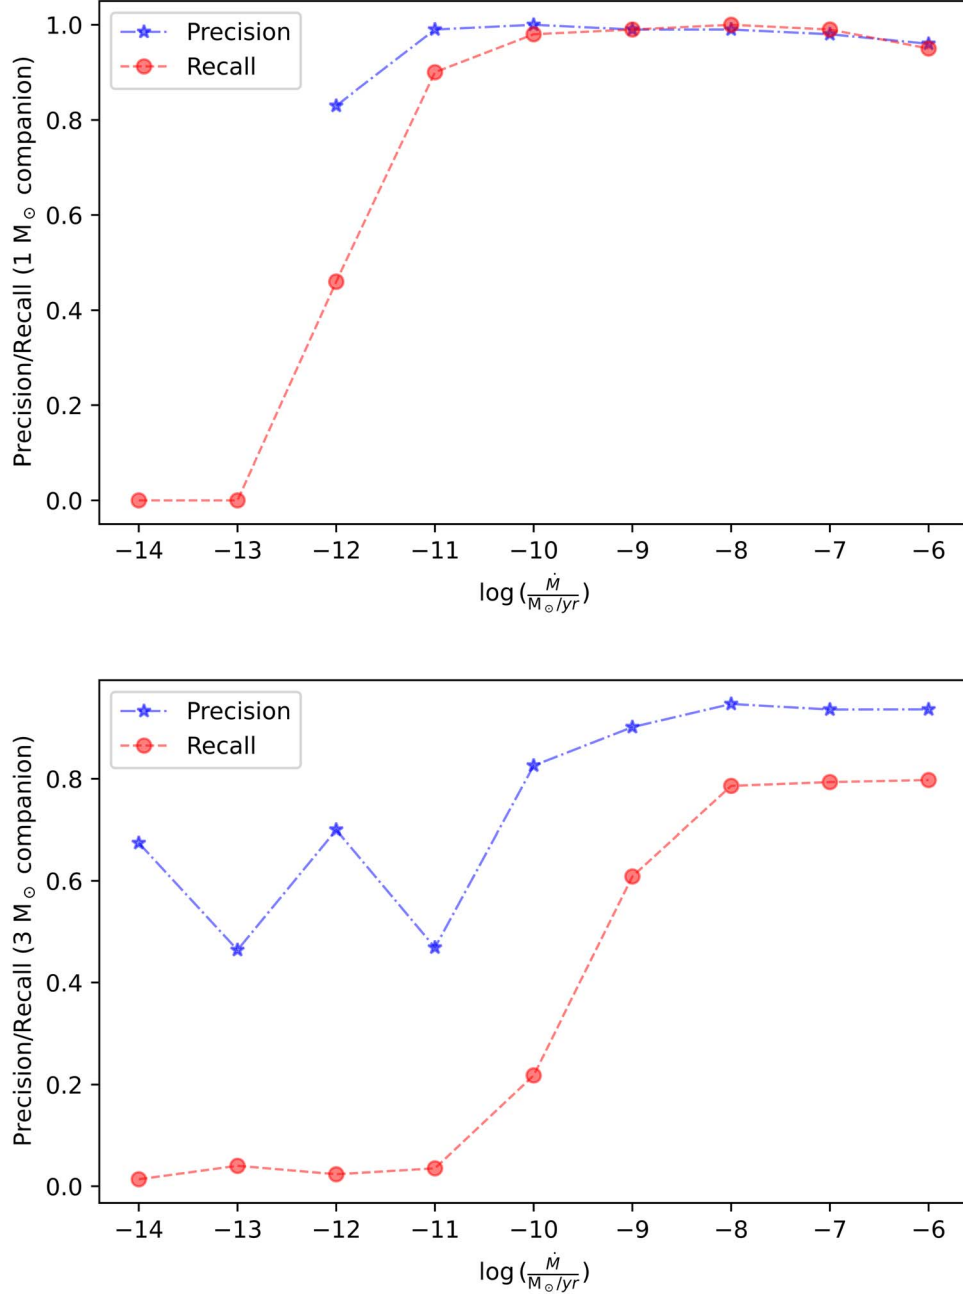 Precision
Recall
Precision/Recall (1 M⊙ companion)
1.0
0.8
0.6
0.4
0.2
0.0
−14 −13 −12 −11 −10 −9 −8 −7 −6
log (Ṁ / M⊙/yr)
Precision
Recall
Precision/Recall (3 M⊙ companion)
0.8
0.6
0.4
0.2
0.0
−14 −13 −12 −11 −10 −9 −8 −7 −6
log (Ṁ / M⊙/yr)